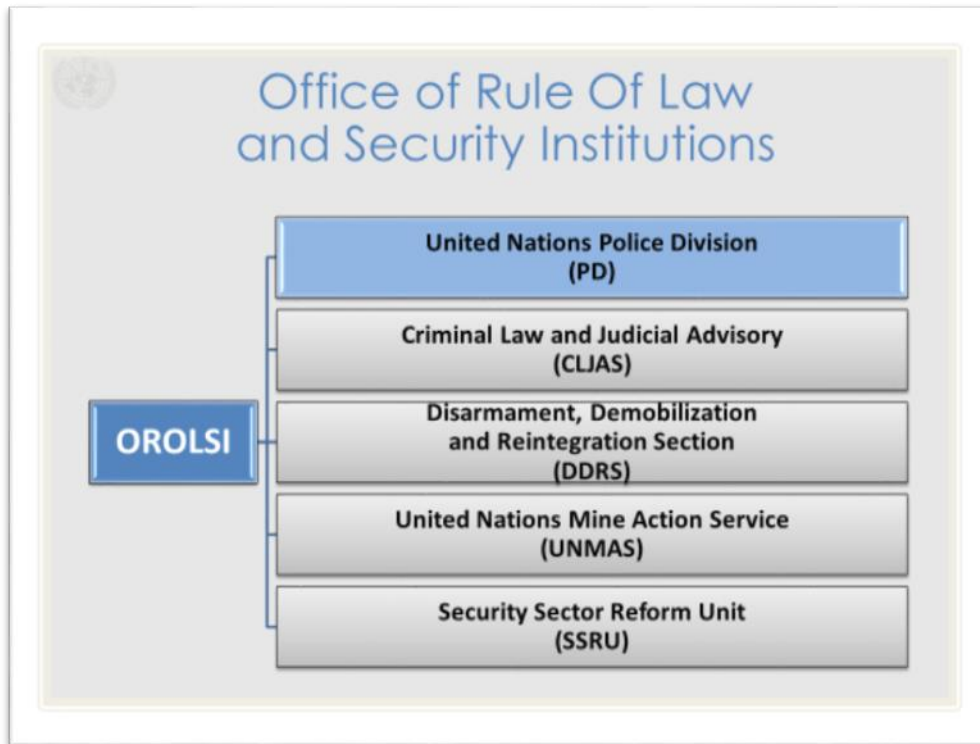 Office of Rule Of Law
and Security Institutions
OROLSI
United Nations Police Division
(PD)
Criminal Law and Judicial Advisory
(CLJAS)
Disarmament, Demobilization
and Reintegration Section
(DDRS)
United Nations Mine Action Service
(UNMAS)
Security Sector Reform Unit
(SSRU)